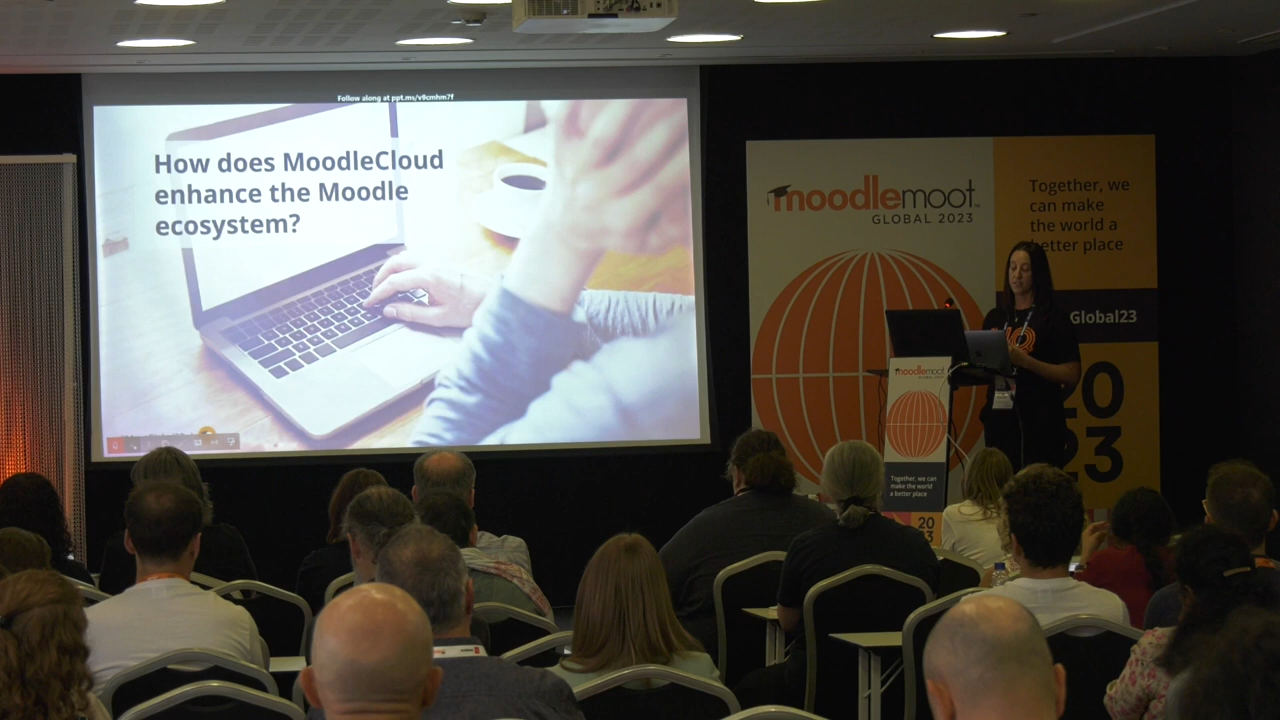 Follow along at ppt.ms/v9cmhm7f
How does MoodleCloud
enhance the Moodle
ecosystem?
moodlemoot
GLOBAL 2023
Together, we
can make
the world a
better place
Global23
20
23
moodlemoot
Together, we can
make the world
a better place
20